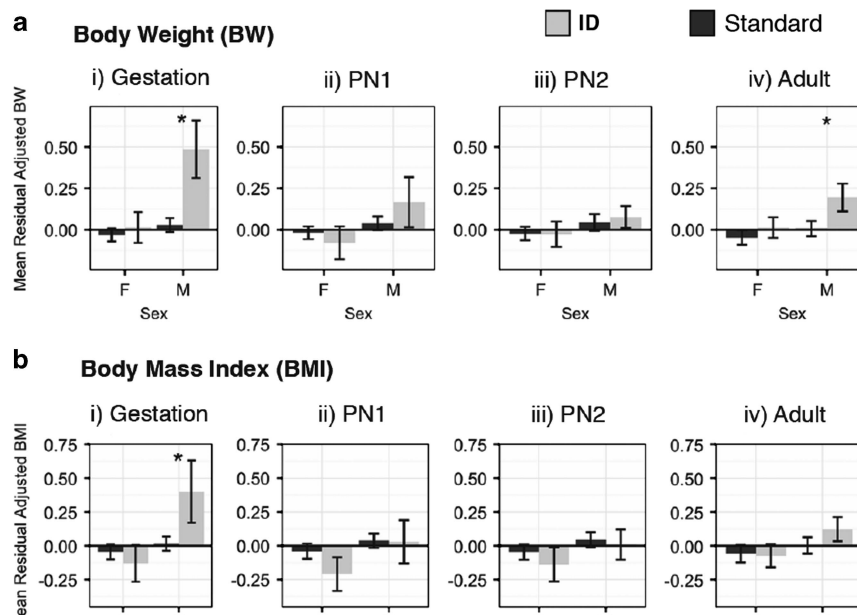 a Body Weight (BW) ID Standard
i) Gestation ii) PN1 iii) PN2 iv) Adult
Mean Residual Adjusted BW
* *
0.50 0.50 0.50 0.50
0.25 0.25 0.25 0.25
0.00 0.00 0.00 0.00
F M F M F M F M
Sex Sex Sex Sex
b Body Mass Index (BMI)
i) Gestation ii) PN1 iii) PN2 iv) Adult
Residual Adjusted BMI
0.75 0.75 0.75 0.75
*
0.50 0.50 0.50 0.50
0.25 0.25 0.25 0.25
0.00 0.00 0.00 0.00
-0.25 -0.25 -0.25 -0.25